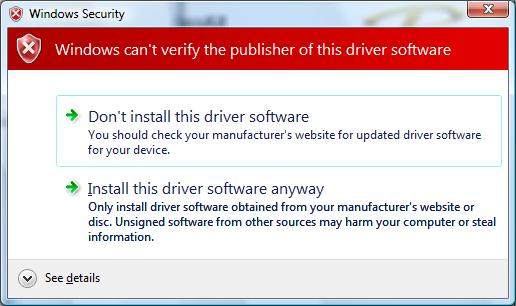 Windows Security
Windows can't verify the publisher of this driver software
Don't install this driver software
You should check your manufacturer's website for updated driver software
for your device.
Install this driver software anyway
Only install driver software obtained from your manufacturer's website or
disc. Unsigned software from other sources may harm your computer or steal
information.
See details